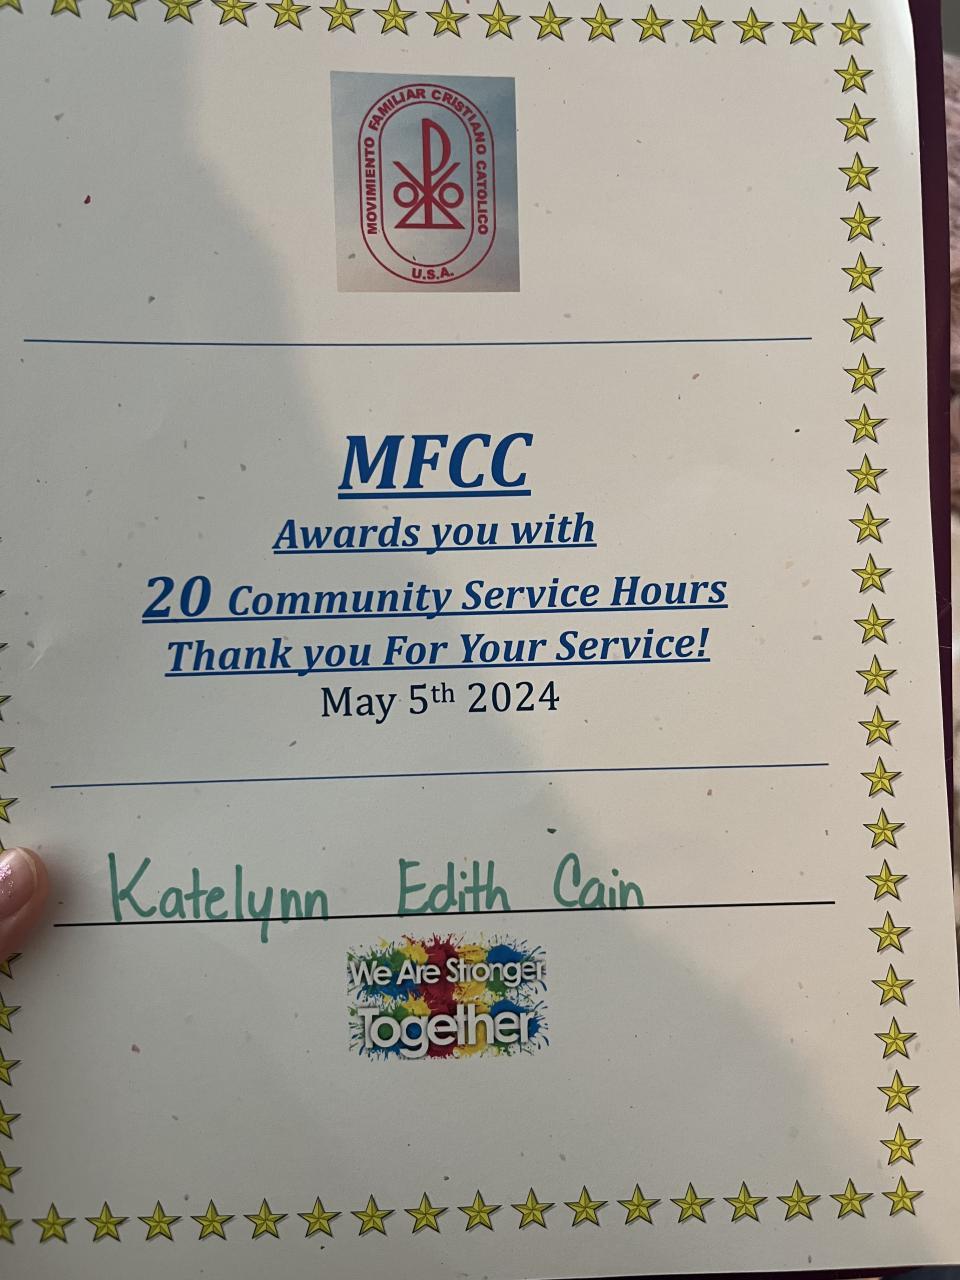 MOVIMIENTO FAMILIAR CRISTIANO CATOLICO
U.S.A.
MFCC
Awards you with
20 Community Service Hours
Thank you For Your Service!
May 5th 2024
Katelynn Edith Cain
We Are Stronger
Together